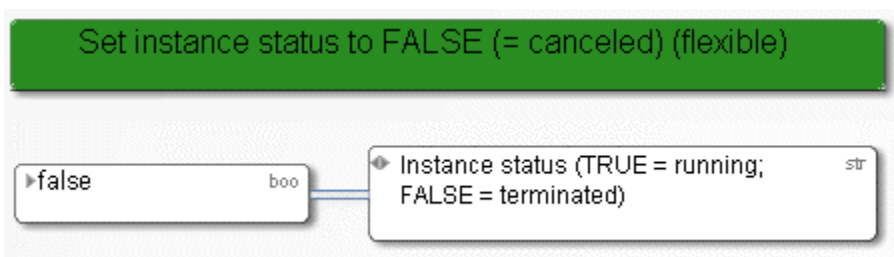 Set instance status to FALSE (= canceled) (flexible)
false boo
Instance status (TRUE = running; str
FALSE = terminated)